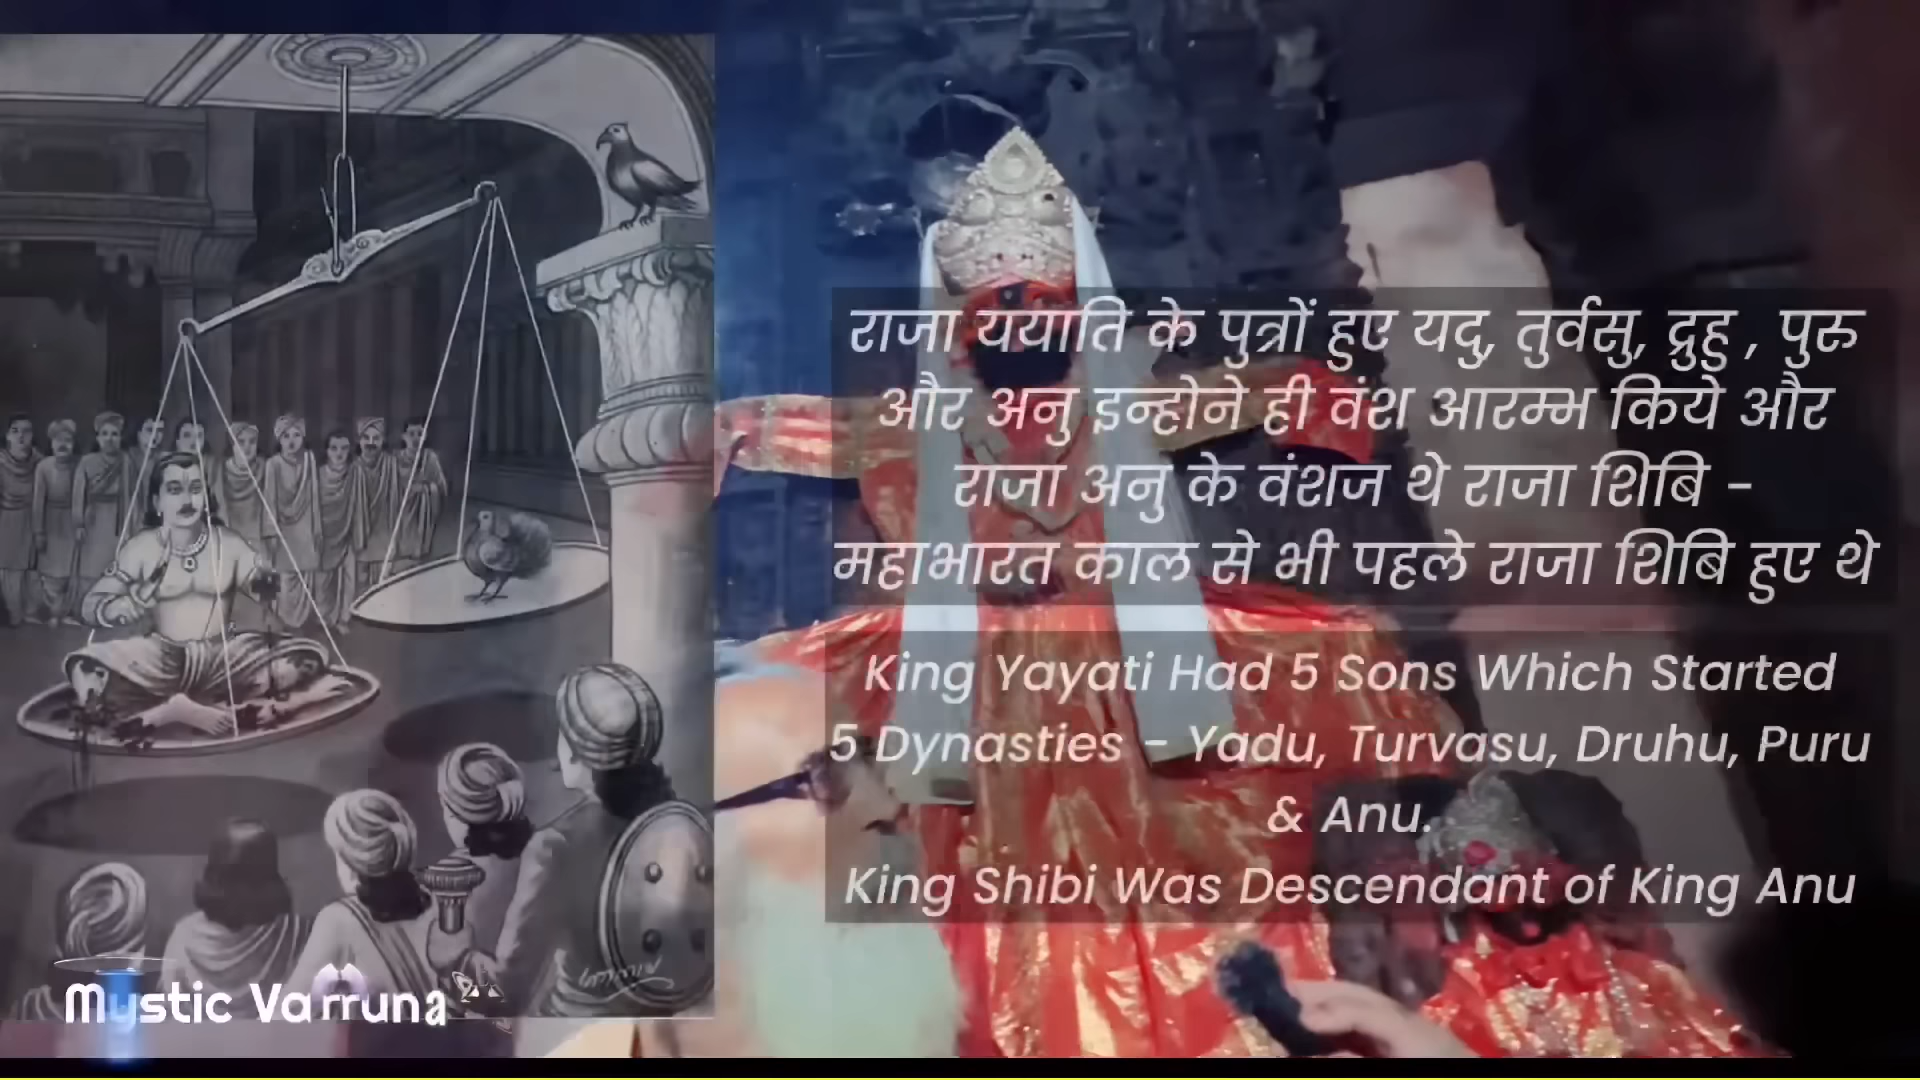 राजा ययाति के पुत्रों हुए यदु, तुर्वसु, द्रुहु , पुरु
और अनु इन्होने ही वंश आरम्भ किये और
राजा अनु के वंशज थे राजा शिबि -
महाभारत काल से भी पहले राजा शिबि हुए थे
King Yayati Had 5 Sons Which Started
5 Dynasties - Yadu, Turvasu, Druhu, Puru
& Anu.
King Shibi Was Descendant of King Anu
Mystic Varruna